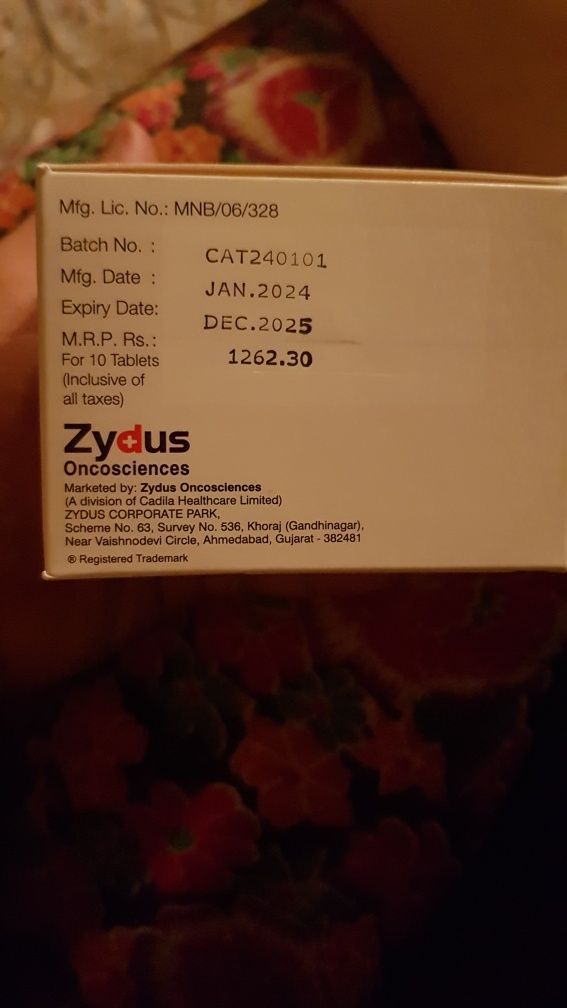 Mfg. Lic. No.: MNB/06/328
Batch No. : CAT240101
Mfg. Date : JAN.2024
Expiry Date: DEC.2025
M.R.P. Rs.: 1262.30
For 10 Tablets
(Inclusive of
all taxes)
Zydus
Oncosciences
Marketed by: Zydus Oncosciences
(A division of Cadila Healthcare Limited)
ZYDUS CORPORATE PARK,
Scheme No. 63, Survey No. 536, Khoraj (Gandhinagar),
Near Vaishnodevi Circle, Ahmedabad, Gujarat - 382481
® Registered Trademark